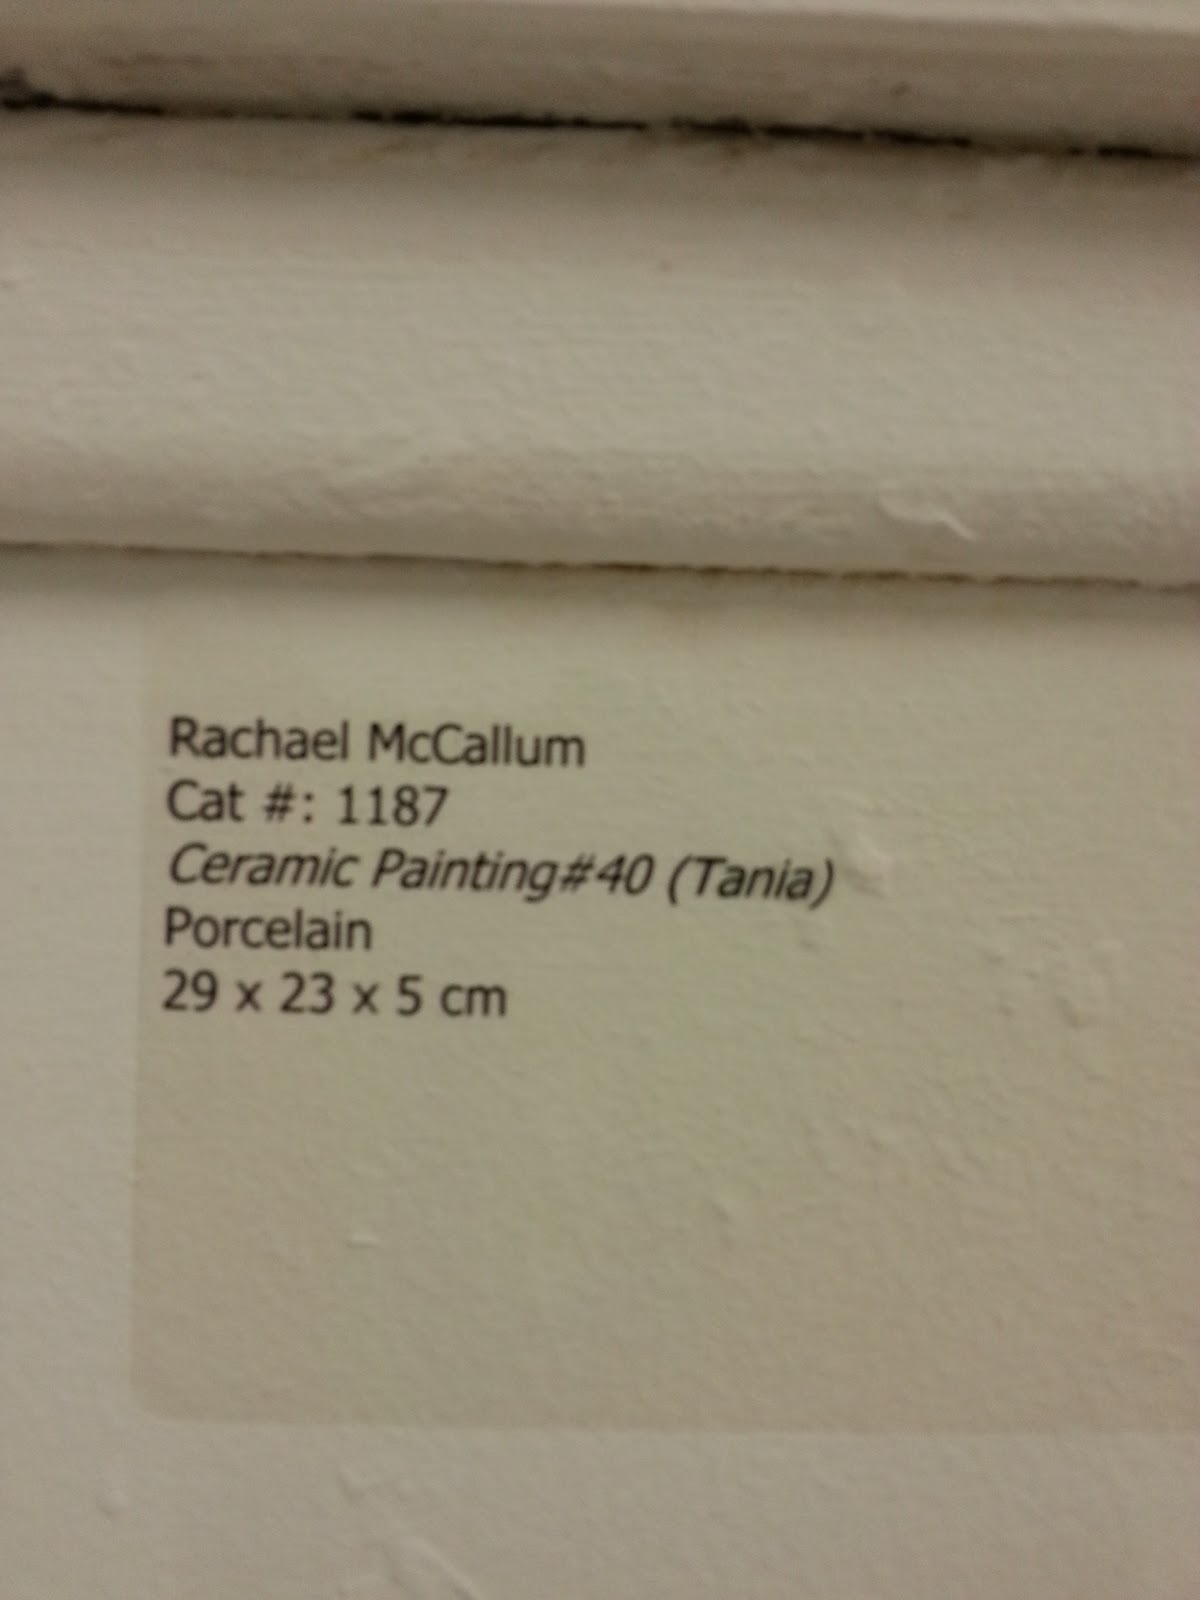 Rachael McCallum
Cat #: 1187
Ceramic Painting#40 (Tania)
Porcelain
29 x 23 x 5 cm